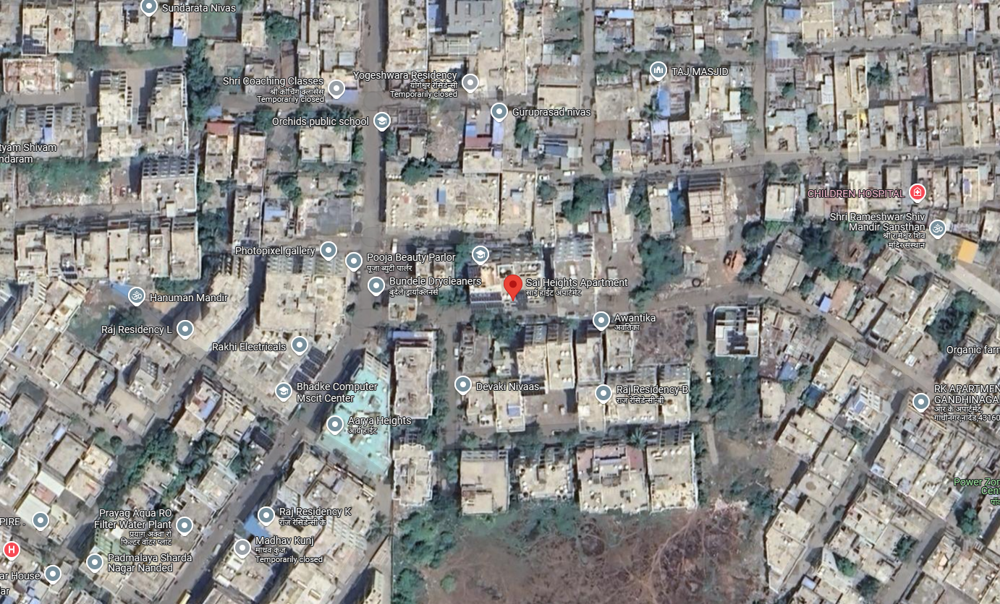 Sundarata Nivas
Shri Coaching Classes
श्री कोचिंग क्लासेस
Temporarily closed
Yogeshwara Residency
योगेश्वर रेसिडेन्सी
Temporarily closed
TAJ MASJID
Orchids public school
Guruprasad nivas
tyam Shivam
ndaram
CHILDREN HOSPITAL
Shri Rameshwar Shiv
Mandir Sansthan
श्री रामेश्वर शिव
मंदिर संस्थान
Photopixel gallery
Pooja Beauty Parlor
पूजा ब्युटी पार्लर
Bundele Drycleaners
बुंदेले ड्रायक्लिनर्स
Sai Heights Apartment
साई हाईट अपार्टमेंट
Hanuman Mandir
Awantika
अवंतिका
Raj Residency L
Rakhi Electricals
Organic farm
Bhadke Computer
Mscit Center
Devaki Nivaas
Raj Residency-B
राज रेसिडेन्सी-बी
RK APARTMEN
GANDHINAGA
आर के अपार्टमेंट
गांधीनगर,नांदेड,43160
Aarya Heights
आर्य हाईट
Power Zon
Cent
PIRE .
Prayag Aqua RO
Filter Water Plant
प्रयाग अक्वा रो
फिल्टर वॉटर प्लांट
Raj Residency K
राज रेसिडेन्सी के
Madhav Kunj
माधव कुंज
Temporarily closed
H
Padmalaya Sharda
Nagar Nanded
ar House
ar